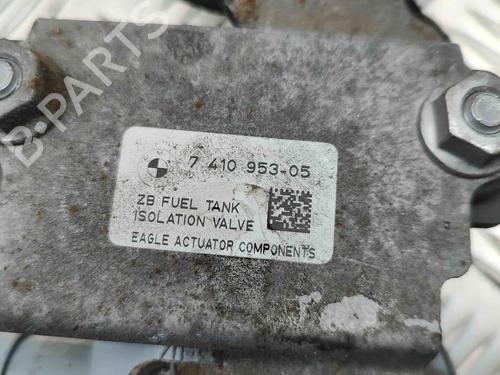 B-PARTS
7 410 953-05
ZB FUEL TANK
ISOLATION VALVE
EAGLE ACTUATOR COMPONENTS